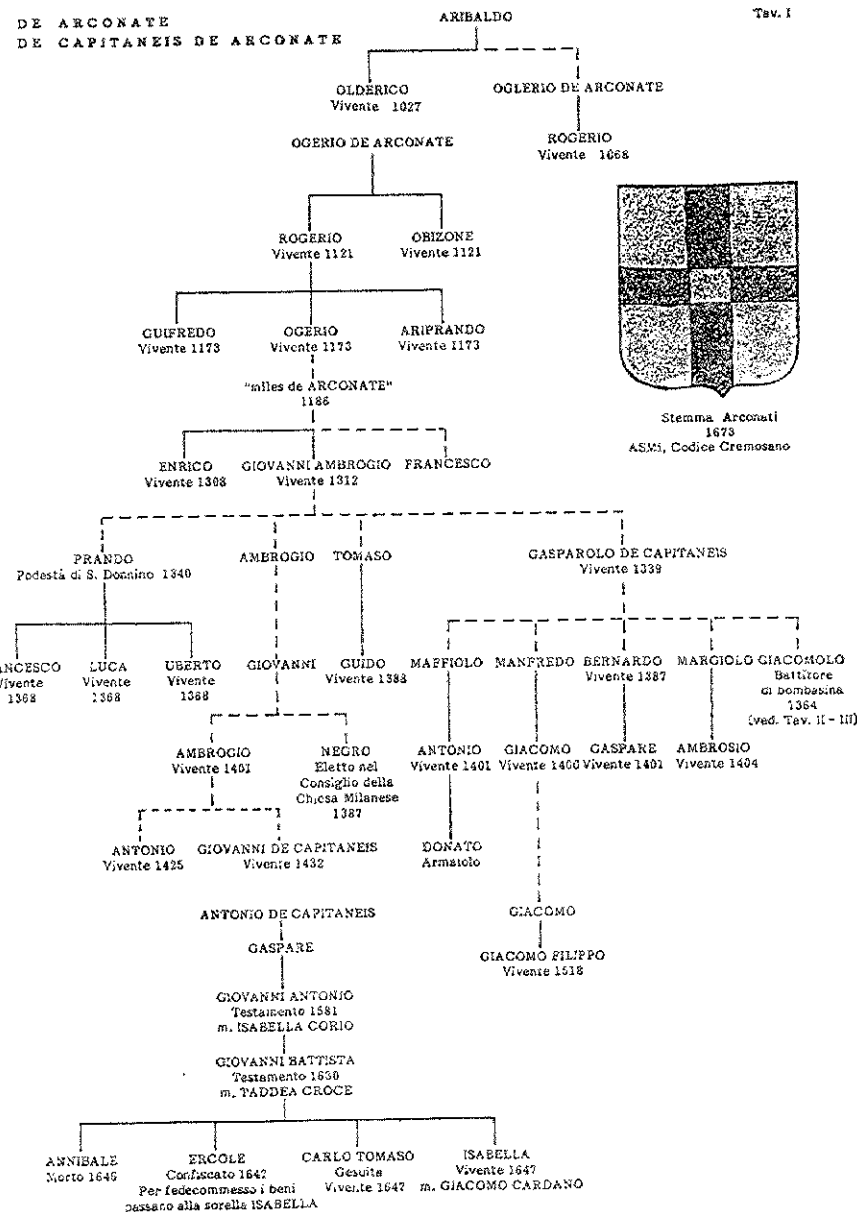 DE ARCONATE
DE CAPITANEIS DE ARCONATE
Tav. I
ARIBALDO
OLDERICO
Vivente 1027
OGLERIO DE ARCONATE
ROGERIO
Vivente 1068
OGERIO DE ARCONATE
ROGERIO
Vivente 1121
OBIZONE
Vivente 1121
GUIFREDO
Vivente 1173
OGERIO
Vivente 1173
ARIPRANDO
Vivente 1173
"miles de ARCONATE"
1186
Stemma Arconati
1673
ASMi, Codice Cremosano
ENRICO
Vivente 1308
GIOVANNI AMBROGIO
Vivente 1312
FRANCESCO
PRANDO
Podestà di S. Donnino 1340
AMBROGIO
TOMASO
GASPAROLO DE CAPITANEIS
Vivente 1339
ANCESCO
Vivente
1368
LUCA
Vivente
1368
UBERTO
Vivente
1368
GIOVANNI
GUIDO
Vivente 1388
MAFFIOLO
MANFREDO
BERNARDO
Vivente 1387
MARGIOLO
GIACOMOLO
Battitore
di bombasina
1364
(ved. Tav. II - III)
AMBROGIO
Vivente 1401
NEGRO
Eletto nel
Consiglio della
Chiesa Milanese
1387
ANTONIO
Vivente 1401
GIACOMO
Vivente 1400
GASPARE
Vivente 1401
AMBROSIO
Vivente 1404
ANTONIO
Vivente 1425
GIOVANNI DE CAPITANEIS
Vivente 1432
DONATO
Armaiolo
ANTONIO DE CAPITANEIS
GASPARE
GIACOMO
GIACOMO FILIPPO
Vivente 1518
GIOVANNI ANTONIO
Testamento 1581
m. ISABELLA CORIO
GIOVANNI BATTISTA
Testamento 1630
m. TADDEA CROCE
ANNIBALE
Morto 1646
ERCOLE
Confiscato 1642
Per fedecommesso i beni
passano alla sorella ISABELLA
CARLO TOMASO
Gesuita
Vivente 1647
ISABELLA
Vivente 1647
m. GIACOMO CARDANO